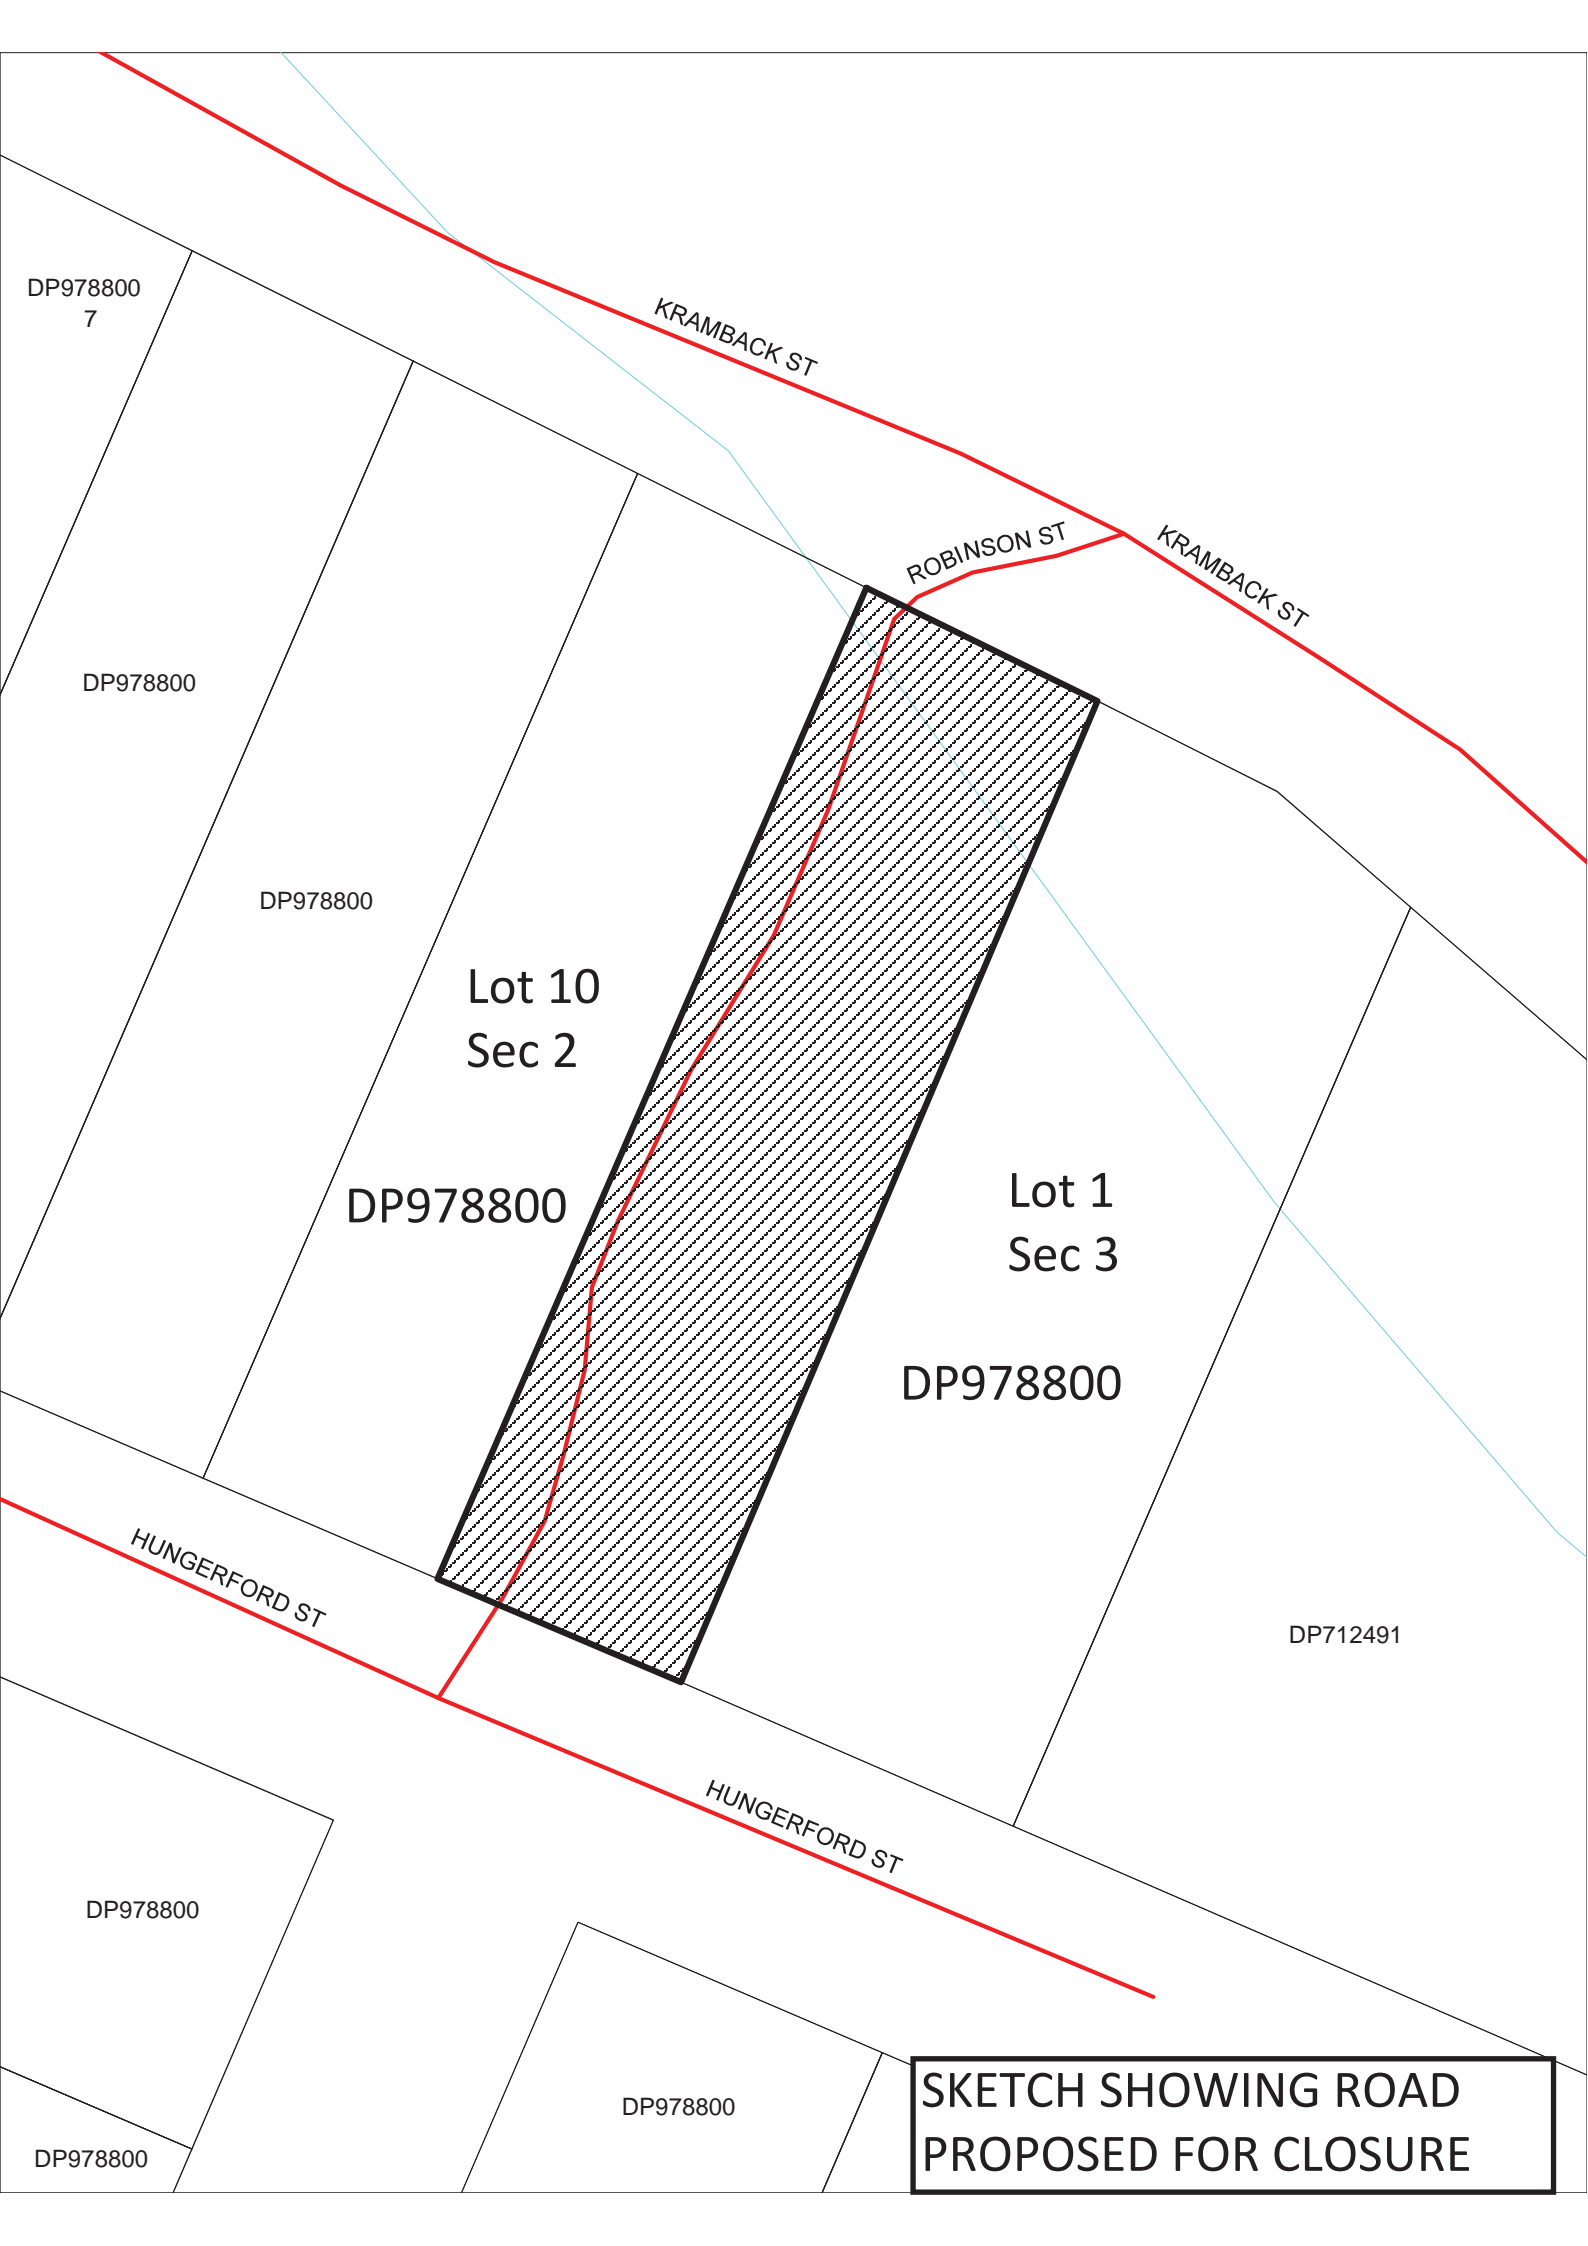 DP978800
7
KRAMBACK ST
ROBINSON ST
KRAMBACK ST
DP978800
DP978800
Lot 10
Sec 2
DP978800
Lot 1
Sec 3
DP978800
HUNGERFORD ST
DP712491
HUNGERFORD ST
DP978800
DP978800
DP978800
SKETCH SHOWING ROAD
PROPOSED FOR CLOSURE